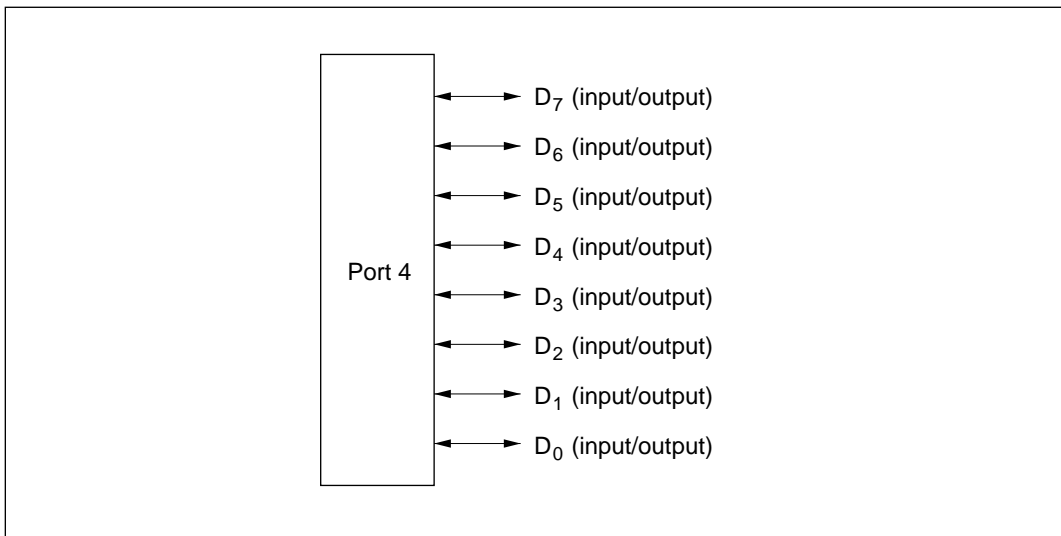 D7 (input/output)
D6 (input/output)
D5 (input/output)
D4 (input/output)
Port 4
D3 (input/output)
D2 (input/output)
D1 (input/output)
D0 (input/output)